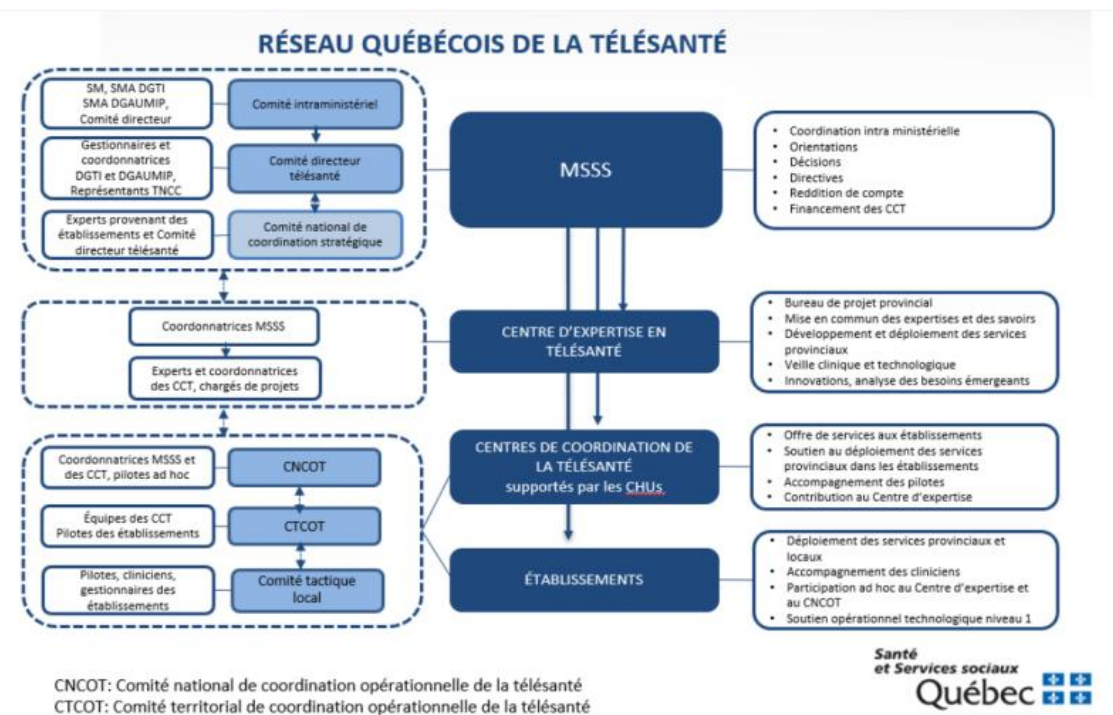 RÉSEAU QUÉBÉCOIS DE LA TÉLÉSANTÉ
SM, SMA DGTI
SMA DGAUMIP,
Comité directeur
Comité intraministériel
Gestionnaires et
coordonnatrices
DGTI et DGAUMIP,
Représentants TNCC
Comité directeur
télésanté
Experts provenant des
établissements et Comité
directeur télésanté
Comité national de
coordination stratégique
MSSS
• Coordination intra ministérielle
• Orientations
• Décisions
• Directives
• Reddition de compte
• Financement des CCT
Coordonnatrices MSSS
Experts et coordonnatrices
des CCT, chargés de projets
CENTRE D'EXPERTISE EN
TÉLÉSANTÉ
• Bureau de projet provincial
• Mise en commun des expertises et des savoirs
• Développement et déploiement des services
provinciaux
• Veille clinique et technologique
• Innovations, analyse des besoins émergeants
Coordonnatrices MSSS et
des CCT, pilotes ad hoc
CNCOT
Équipes des CCT
Pilotes des établissements
CTCOT
Pilotes, cliniciens,
gestionnaires des
établissements
Comité tactique
local
CENTRES DE COORDINATION DE
LA TÉLÉSANTÉ
supportés par les CHUs
• Offre de services aux établissements
• Soutien au déploiement des services
provinciaux dans les établissements
• Accompagnement des pilotes
• Contribution au Centre d'expertise
ÉTABLISSEMENTS
• Déploiement des services provinciaux et
locaux
• Accompagnement des cliniciens
• Participation ad hoc au Centre d'expertise et
au CNCOT
• Soutien opérationnel technologique niveau 1
CNCOT: Comité national de coordination opérationnelle de la télésanté
CTCOT: Comité territorial de coordination opérationnelle de la télésanté
Santé
et Services sociaux
Québec